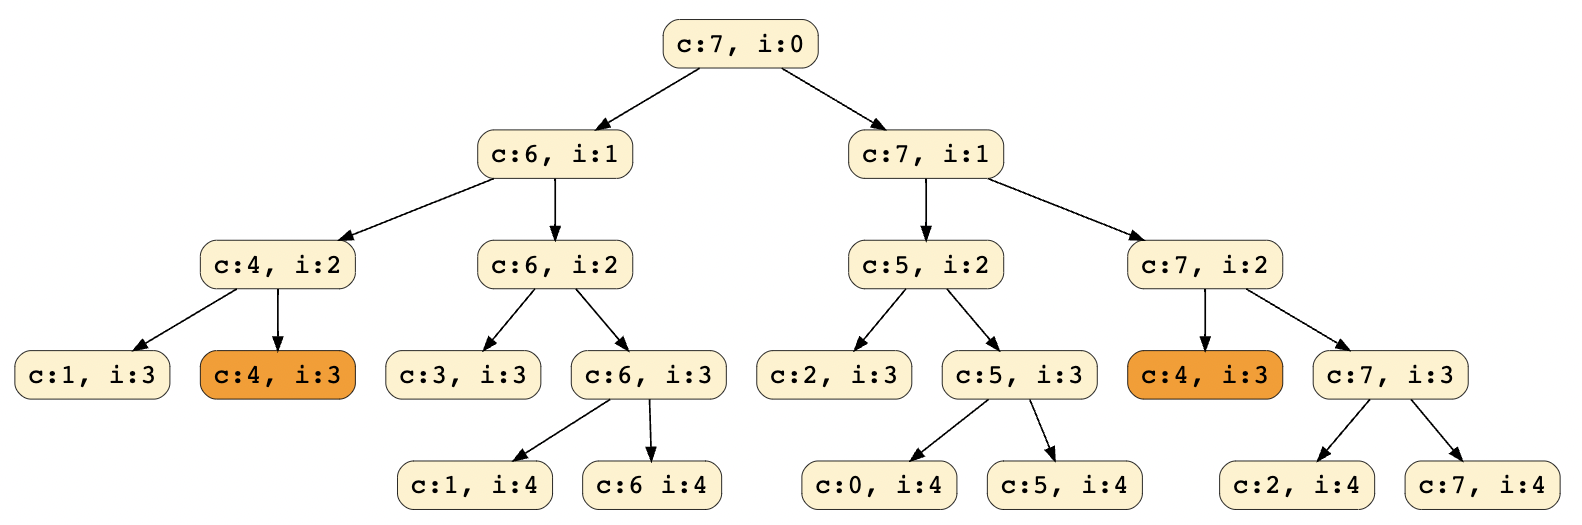 c:7, i:0
c:6, i:1
c:7, i:1
c:4, i:2
c:6, i:2
c:5, i:2
c:7, i:2
c:1, i:3
c:4, i:3
c:3, i:3
c:6, i:3
c:2, i:3
c:5, i:3
c:4, i:3
c:7, i:3
c:1, i:4
c:6 i:4
c:0, i:4
c:5, i:4
c:2, i:4
c:7, i:4